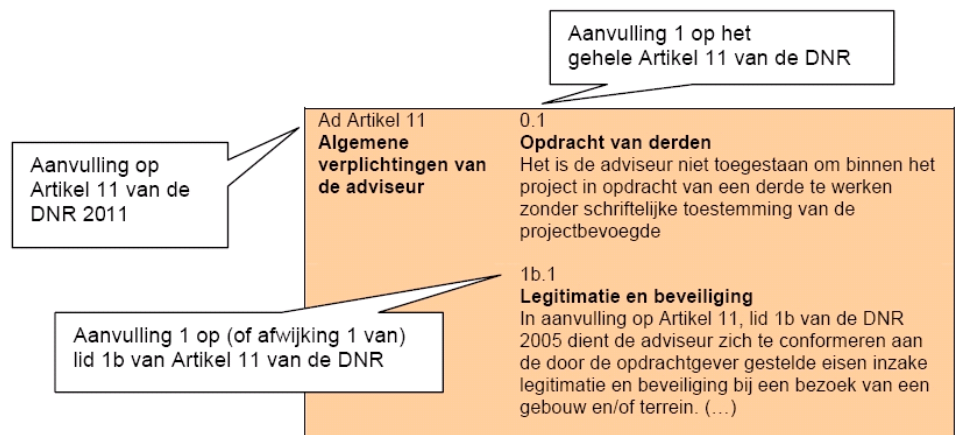 Aanvulling 1 op het
gehele Artikel 11 van de DNR
Aanvulling op
Artikel 11 van de
DNR 2011
Ad Artikel 11
Algemene
verplichtingen van
de adviseur
0.1
Opdracht van derden
Het is de adviseur niet toegestaan om binnen het
project in opdracht van een derde te werken
zonder schriftelijke toestemming van de
projectbevoegde
Aanvulling 1 op (of afwijking 1 van)
lid 1b van Artikel 11 van de DNR
1b.1
Legitimatie en beveiliging
In aanvulling op Artikel 11, lid 1b van de DNR
2005 dient de adviseur zich te conformeren aan
de door de opdrachtgever gestelde eisen inzake
legitimatie en beveiliging bij een bezoek van een
gebouw en/of terrein. (…)